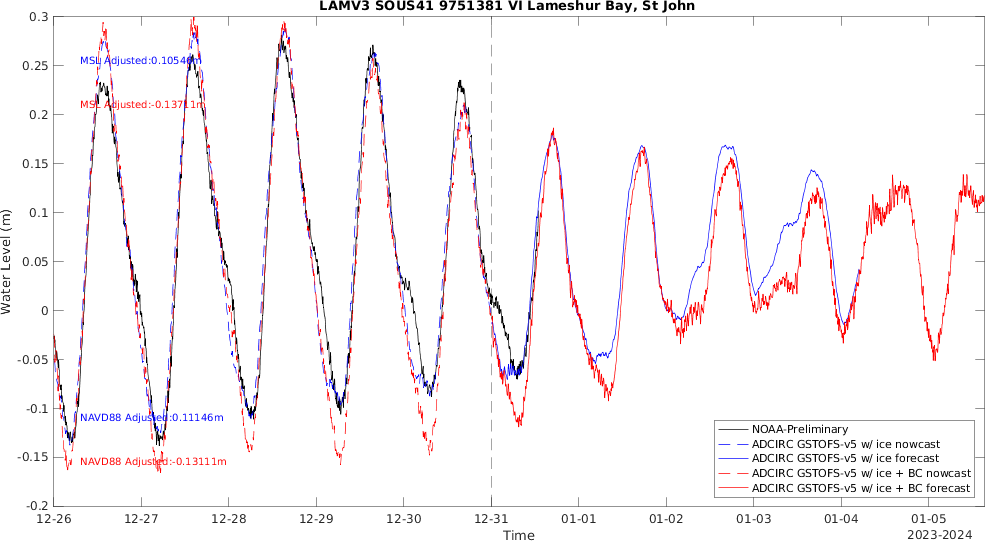 LAMV3 SOUS41 9751381 VI Lameshur Bay, St John
0.3
0.25
0.2
0.15
0.1
0.05
0
-0.05
-0.1
-0.15
-0.2
Water Level (m)
MSL Adjusted:0.10546m
MSL Adjusted:-0.13711m
NAVD88 Adjusted:0.11146m
NAVD88 Adjusted:-0.13111m
NOAA-Preliminary
ADCIRC GSTOFS-v5 w/ ice nowcast
ADCIRC GSTOFS-v5 w/ ice forecast
ADCIRC GSTOFS-v5 w/ ice + BC nowcast
ADCIRC GSTOFS-v5 w/ ice + BC forecast
12-26 12-27 12-28 12-29 12-30 12-31 01-01 01-02 01-03 01-04 01-05
Time
2023-2024